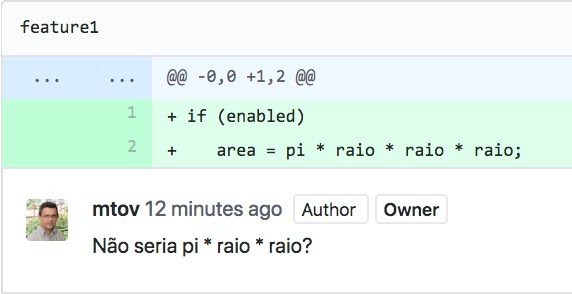 feature1
... ... @@ -0,0 +1,2 @@
1 + if (enabled)
2 +    area = pi * raio * raio * raio;
mtov 12 minutes ago Author Owner
Não seria pi * raio * raio?